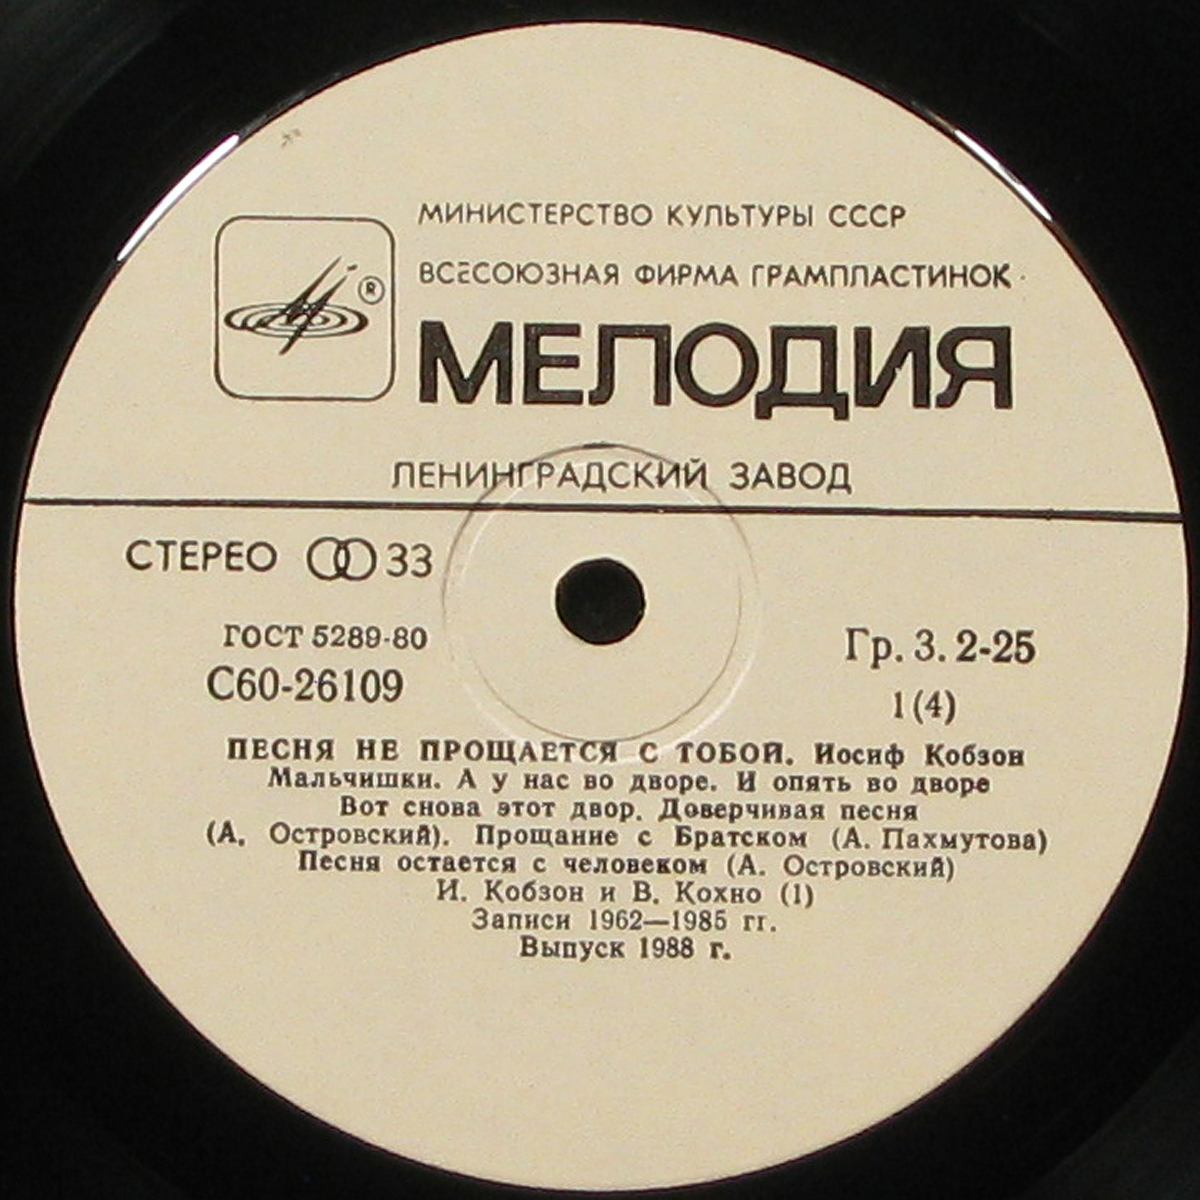 МИНИСТЕРСТВО КУЛЬТУРЫ СССР
ВСЕСОЮЗНАЯ ФИРМА ГРАМПЛАСТИНОК
®
МЕЛОДИЯ
ЛЕНИНГРАДСКИЙ ЗАВОД
СТЕРЕО 33
ГОСТ 5289-80
Гр. 3. 2-25
С60-26109
1 (4)
ПЕСНЯ НЕ ПРОЩАЕТСЯ С ТОБОЙ. Иосиф Кобзон
Мальчишки. А у нас во дворе. И опять во дворе
Вот снова этот двор. Доверчивая песня
(А. Островский). Прощание с Братском (А. Пахмутова)
Песня остается с человеком (А. Островский)
И. Кобзон и В. Кохно (1)
Записи 1962—1985 гг.
Выпуск 1988 г.